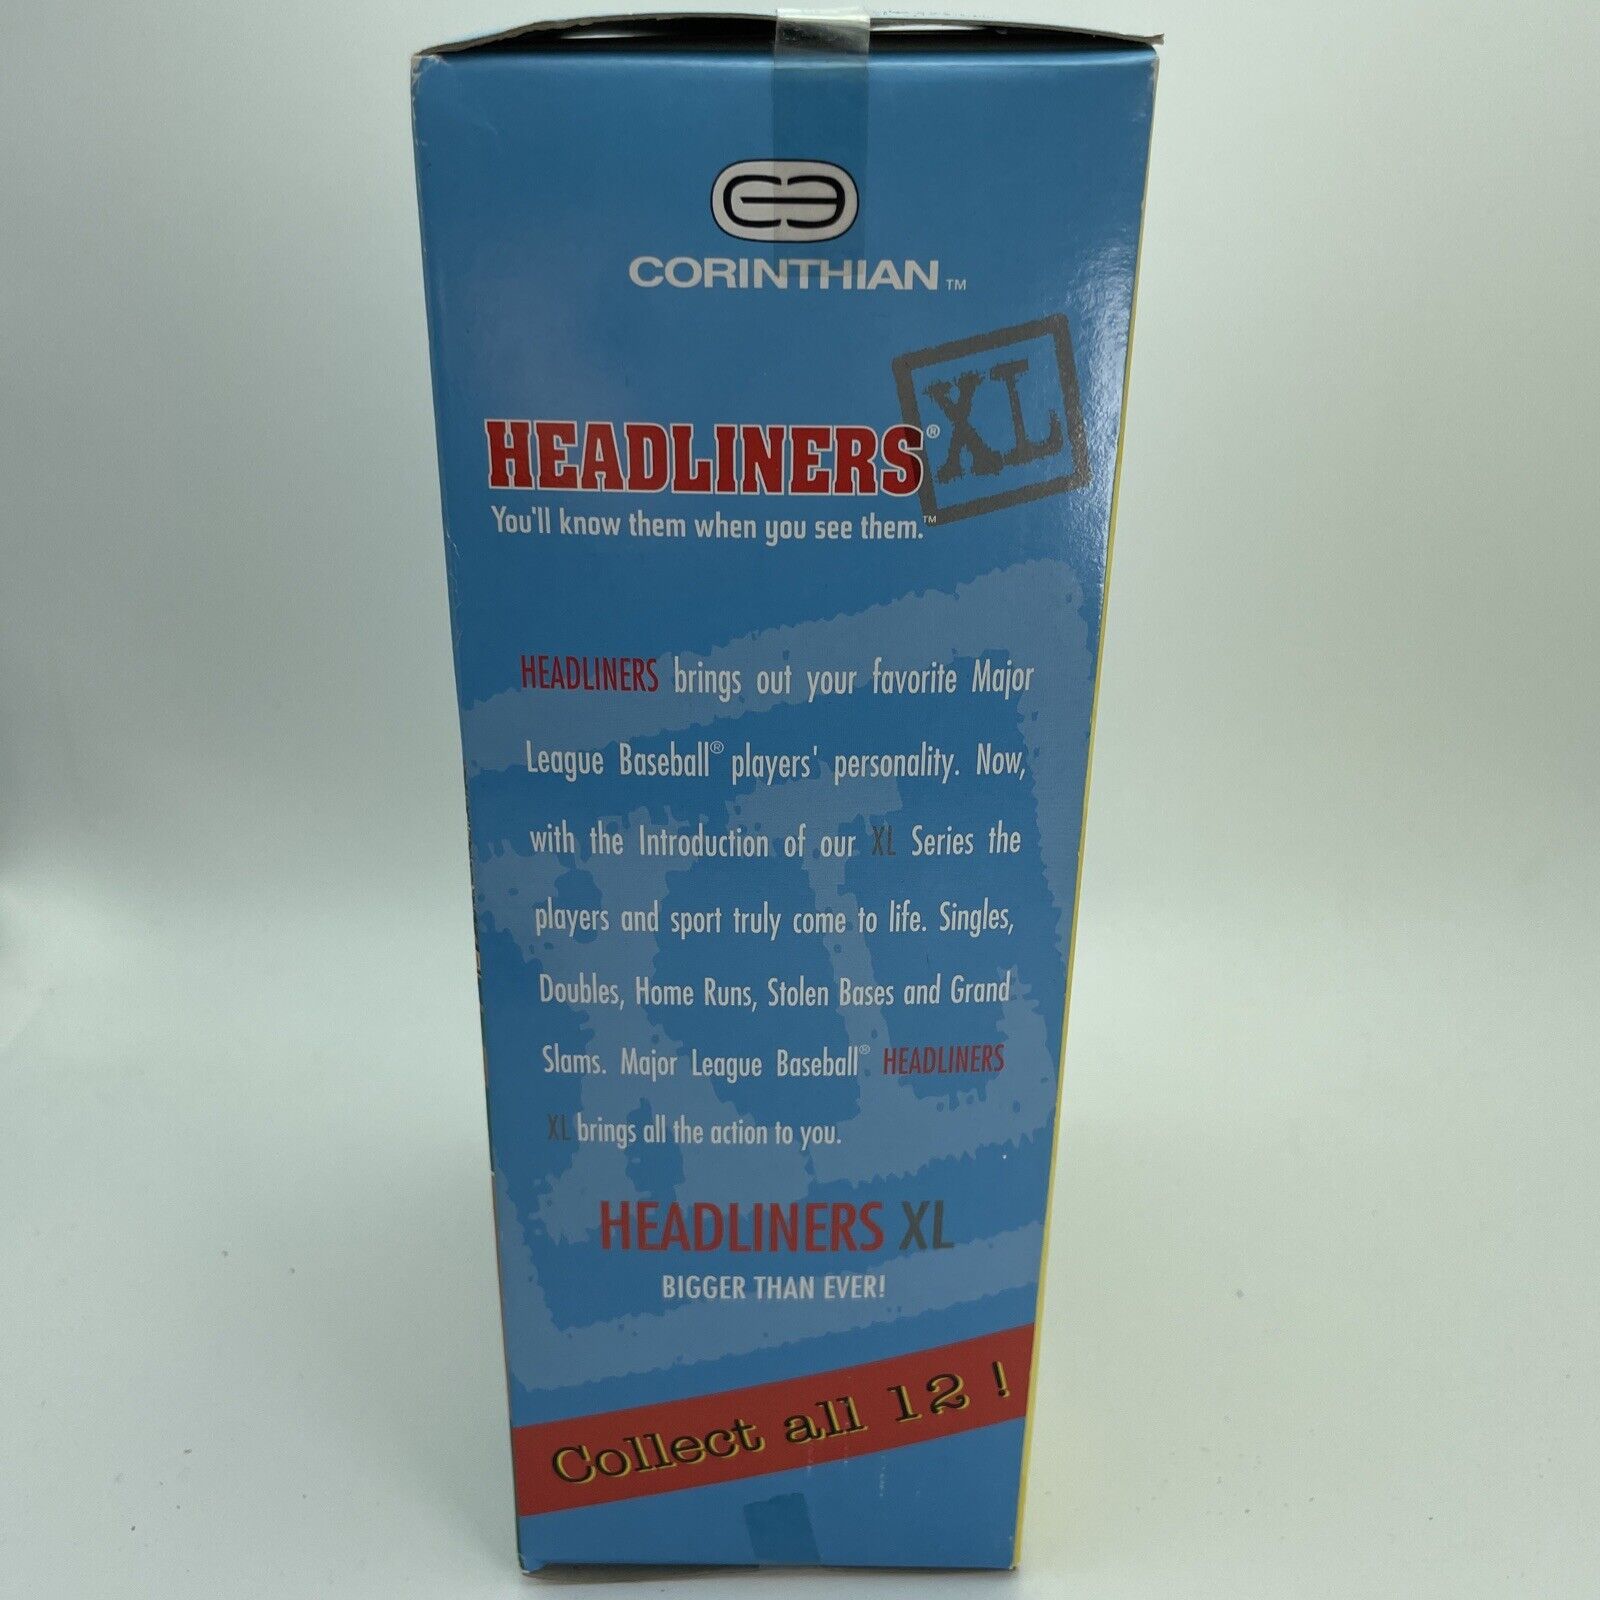 CORINTHIAN™
XL
HEADLINERS®
You'll know them when you see them.™
HEADLINERS brings out your favorite Major
League Baseball® players' personality. Now,
with the Introduction of our XL Series the
players and sport truly come to life. Singles,
Doubles, Home Runs, Stolen Bases and Grand
Slams. Major League Baseball® HEADLINERS
XL brings all the action to you.
HEADLINERS XL
BIGGER THAN EVER!
Collect all 12 !